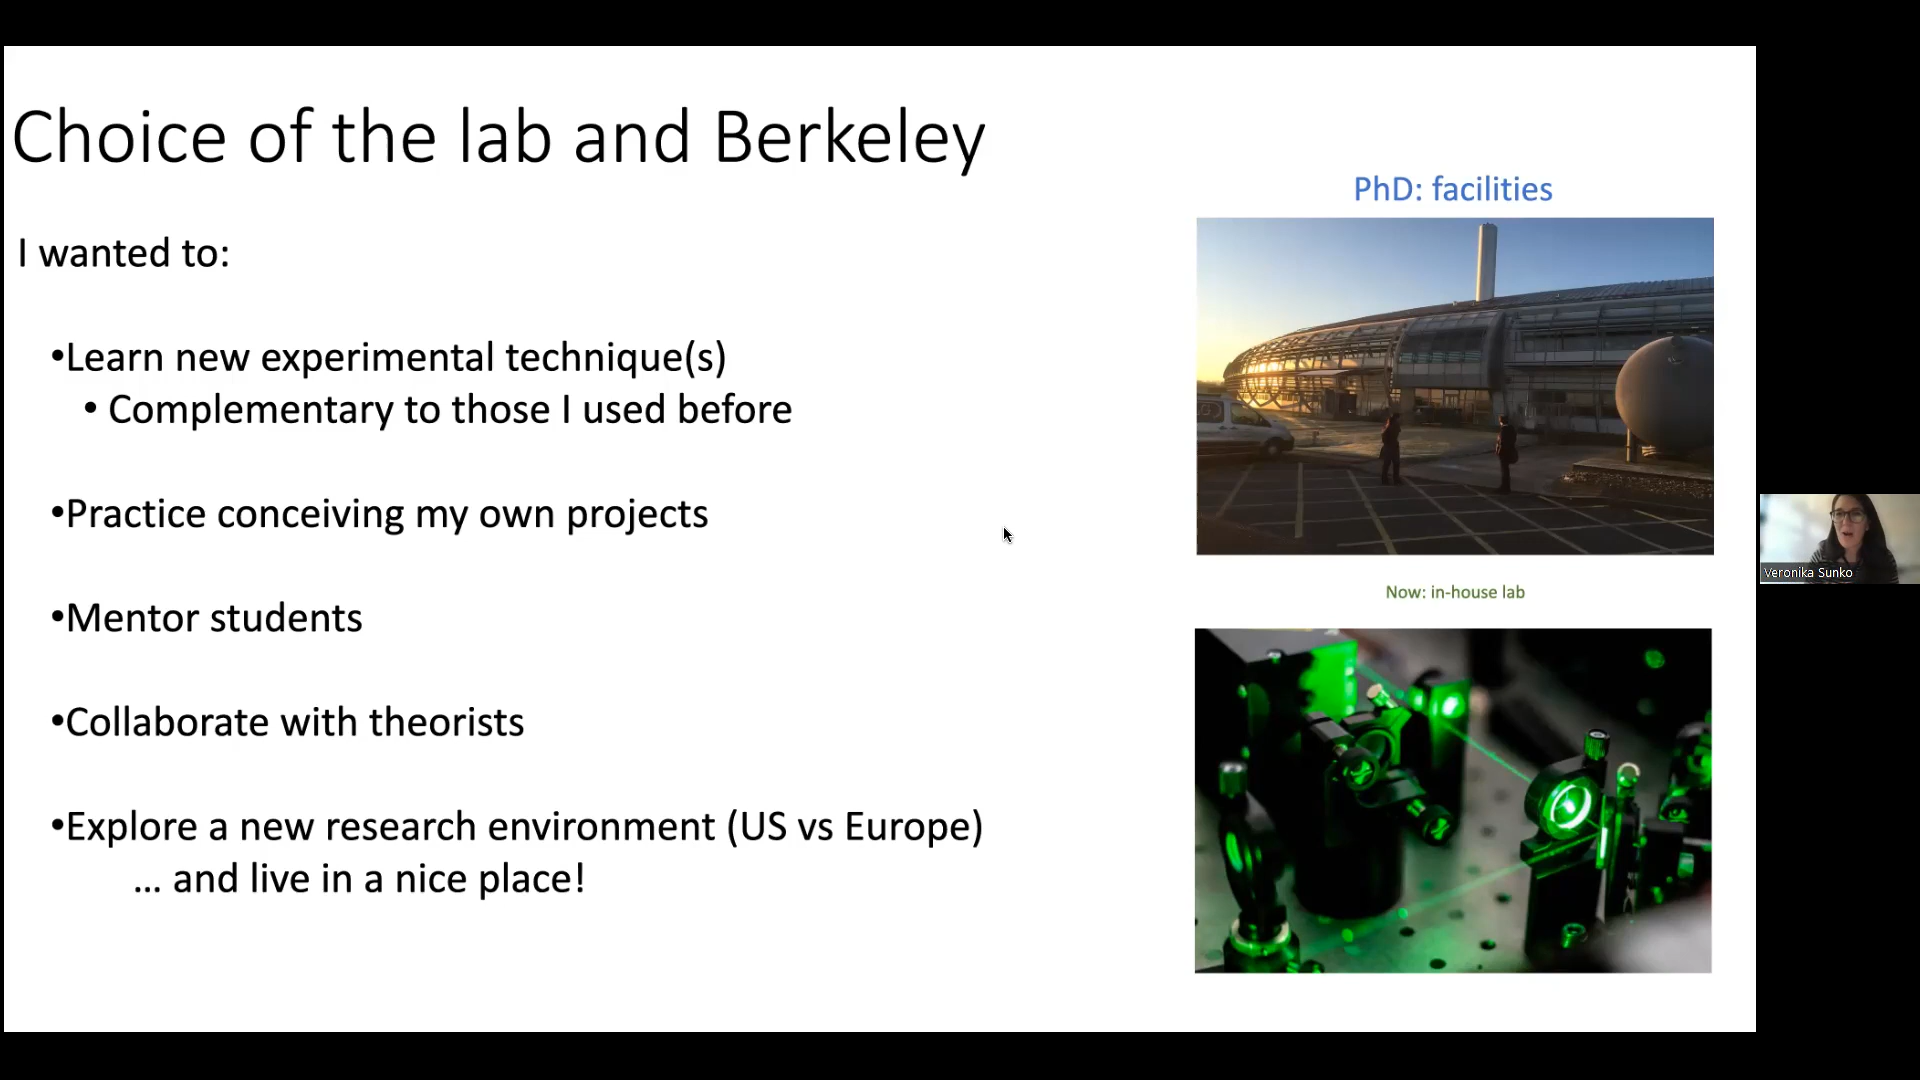 Choice of the lab and Berkeley
I wanted to:
•Learn new experimental technique(s)
• Complementary to those I used before
•Practice conceiving my own projects
•Mentor students
•Collaborate with theorists
•Explore a new research environment (US vs Europe)
... and live in a nice place!
PhD: facilities
Now: in-house lab
Veronika Sunko